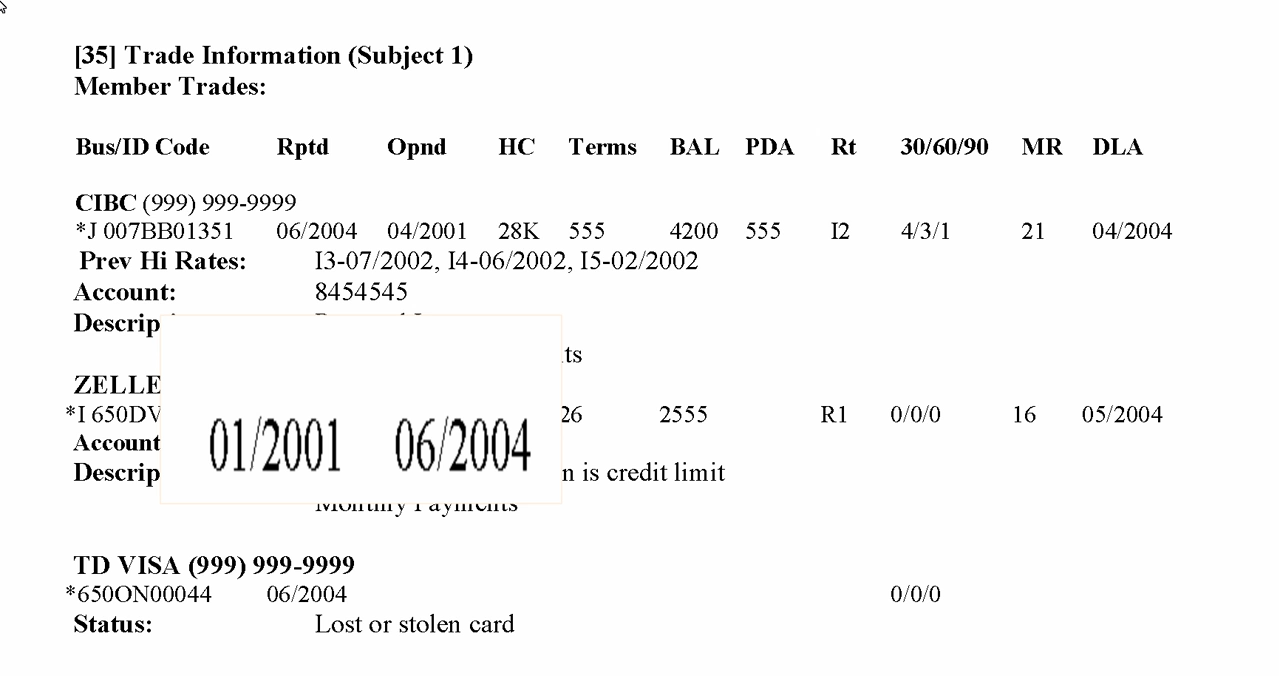 [35] Trade Information (Subject 1)
Member Trades:
Bus/ID Code Rptd Opnd HC Terms BAL PDA Rt 30/60/90 MR DLA
CIBC (999) 999-9999
*J 007BB01351 06/2004 04/2001 28K 555 4200 555 I2 4/3/1 21 04/2004
Prev Hi Rates: I3-07/2002, I4-06/2002, I5-02/2002
Account: 8454545
Descrip
ts
ZELLE
*I 650DV 26 2555 R1 0/0/0 16 05/2004
01/2001 06/2004
Account
Descrip n is credit limit
Monthly Payments
TD VISA (999) 999-9999
*650ON00044 06/2004 0/0/0
Status: Lost or stolen card